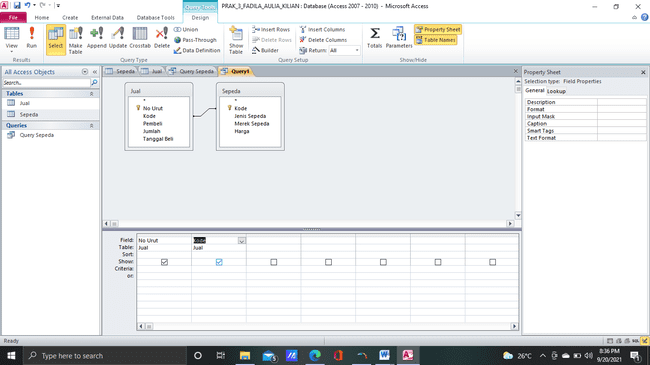 Query Tools
PRAK_3_FADILA_AULIA_KILIAN : Database (Access 2007 - 2010) - Microsoft Access
File Home Create External Data Database Tools Design
View Run
Results
Select Make Table Append Update Crosstab Delete
Union
Pass-Through
Data Definition
Query Type
Show Table
Insert Rows
Delete Rows
Builder
Insert Columns
Delete Columns
Return: All
Query Setup
Totals Parameters
Property Sheet
Table Names
Show/Hide
All Access Objects
Search...
Tables
Jual
Sepeda
Queries
Query Sepeda
Sepeda Jual Query Sepeda Query1
Jual
*
No Urut
Kode
Pembeli
Jumlah
Tanggal Beli
Sepeda
*
Kode
Jenis Sepeda
Merek Sepeda
Harga
Field: No Urut Kode
Table: Jual Jual
Sort:
Show:
Criteria:
or:
Property Sheet
Selection type: Field Properties
General Lookup
Description
Format
Input Mask
Caption
Smart Tags
Text Format
Ready
SQL
Type here to search
26°C
8:36 PM
9/20/2021